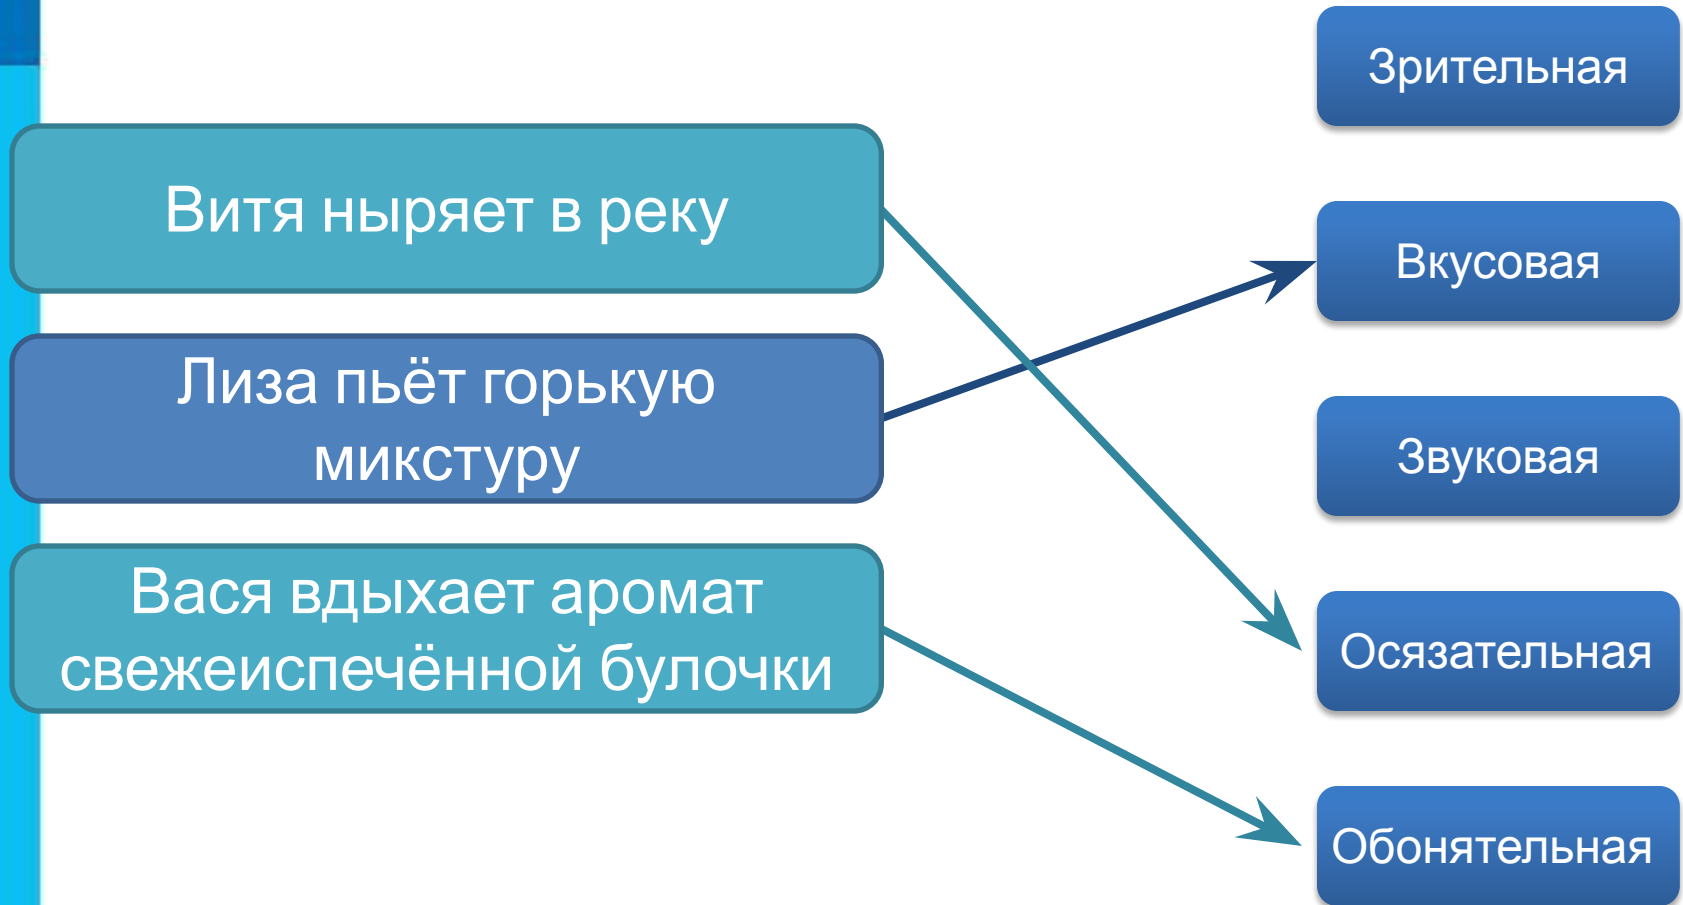 Витя ныряет в реку
Лиза пьёт горькую
микстуру
Вася вдыхает аромат
свежеиспечённой булочки
Зрительная
Вкусовая
Звуковая
Осязательная
Обонятельная